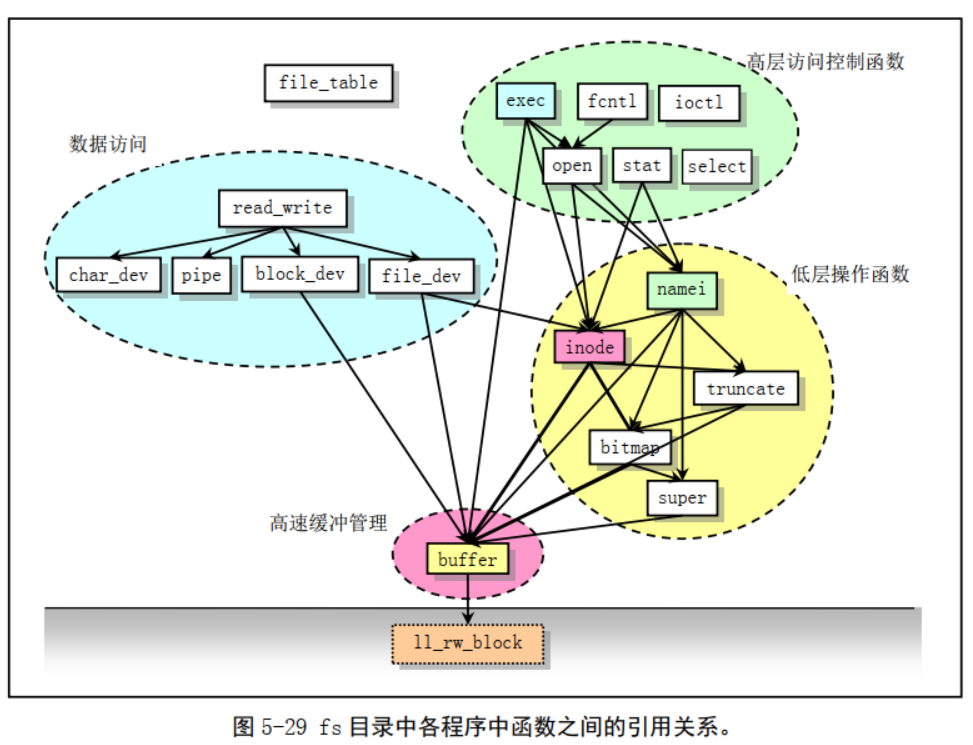 高层访问控制函数
file_table
exec
fcntl
ioctl
数据访问
open
stat
select
read_write
char_dev
pipe
block_dev
file_dev
低层操作函数
namei
inode
truncate
bitmap
super
高速缓冲管理
buffer
ll_rw_block
图 5-29 fs 目录中各程序中函数之间的引用关系。